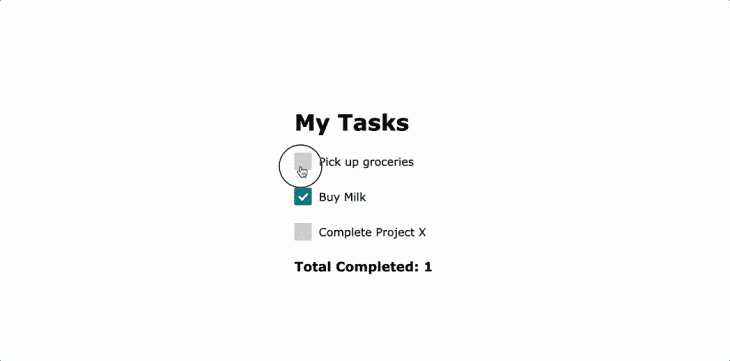 My Tasks
Pick up groceries
Buy Milk
Complete Project X
Total Completed: 1